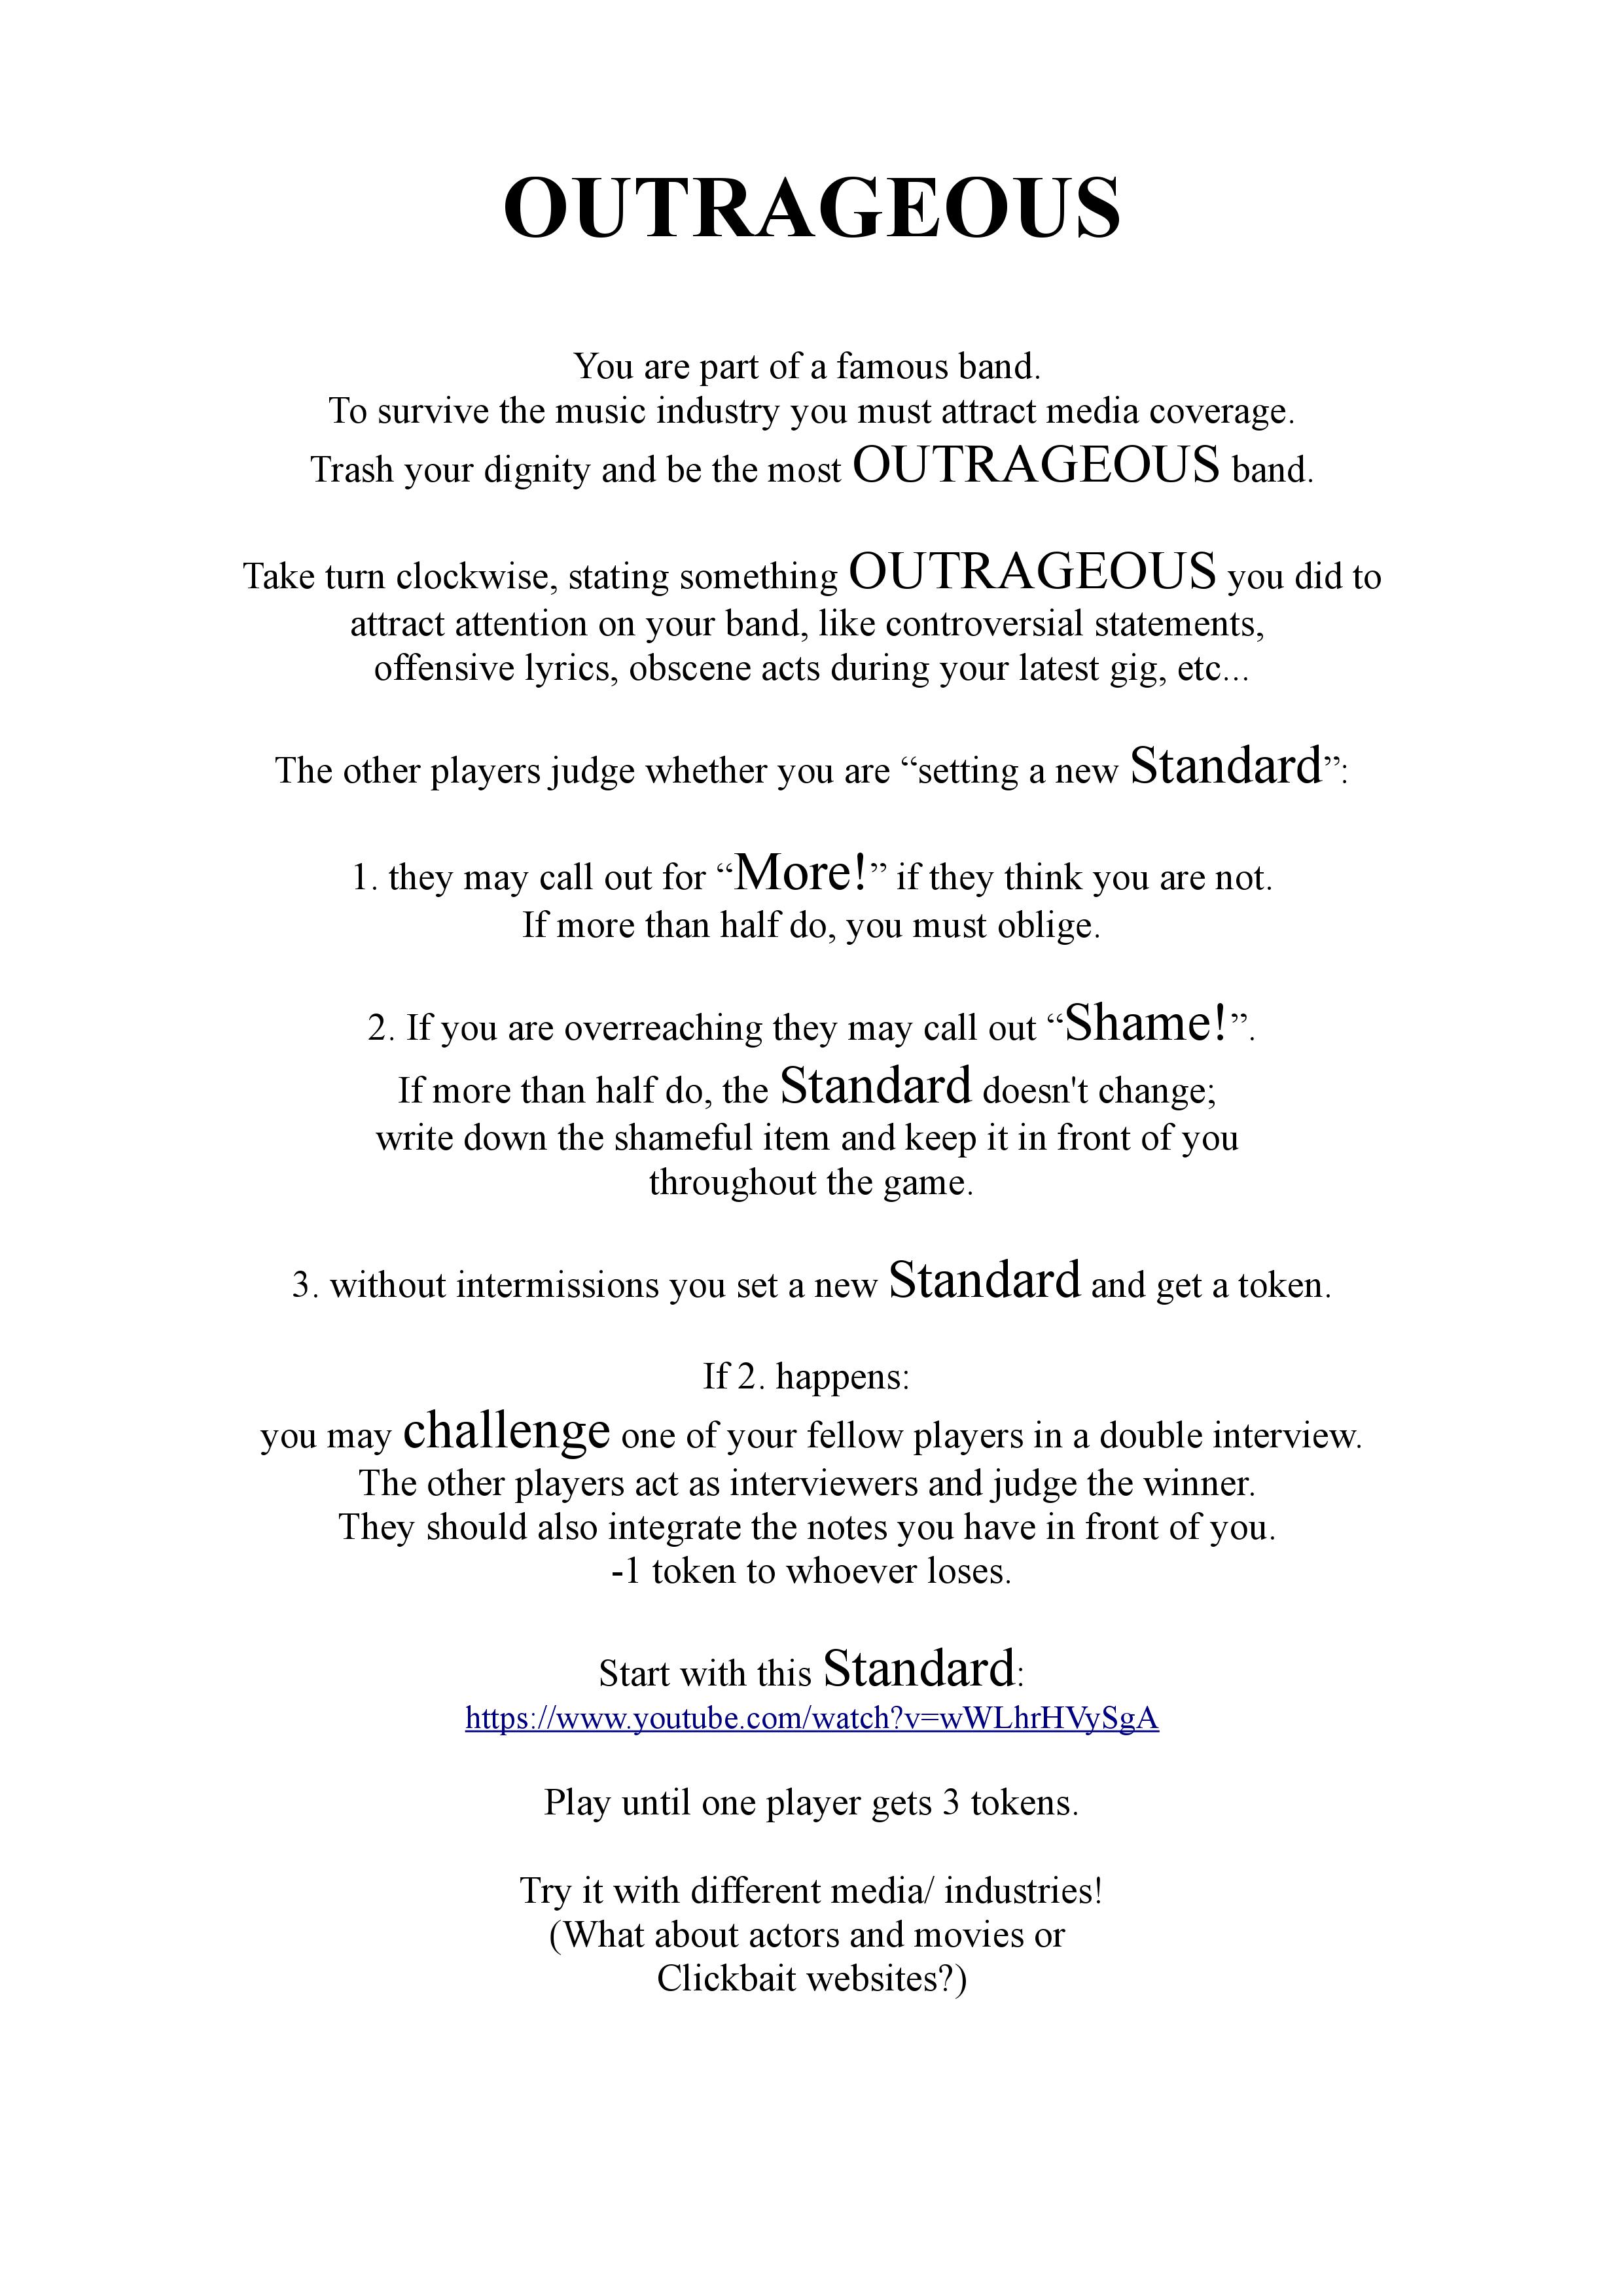 OUTRAGEOUS
You are part of a famous band.
To survive the music industry you must attract media coverage.
Trash your dignity and be the most OUTRAGEOUS band.
Take turn clockwise, stating something OUTRAGEOUS you did to
attract attention on your band, like controversial statements,
offensive lyrics, obscene acts during your latest gig, etc...
The other players judge whether you are “setting a new Standard”:
1. they may call out for “More!” if they think you are not.
If more than half do, you must oblige.
2. If you are overreaching they may call out “Shame!”.
If more than half do, the Standard doesn't change;
write down the shameful item and keep it in front of you
throughout the game.
3. without intermissions you set a new Standard and get a token.
If 2. happens:
you may challenge one of your fellow players in a double interview.
The other players act as interviewers and judge the winner.
They should also integrate the notes you have in front of you.
-1 token to whoever loses.
Start with this Standard:
https://www.youtube.com/watch?v=wWLhrHVySgA
Play until one player gets 3 tokens.
Try it with different media/ industries!
(What about actors and movies or
Clickbait websites?)